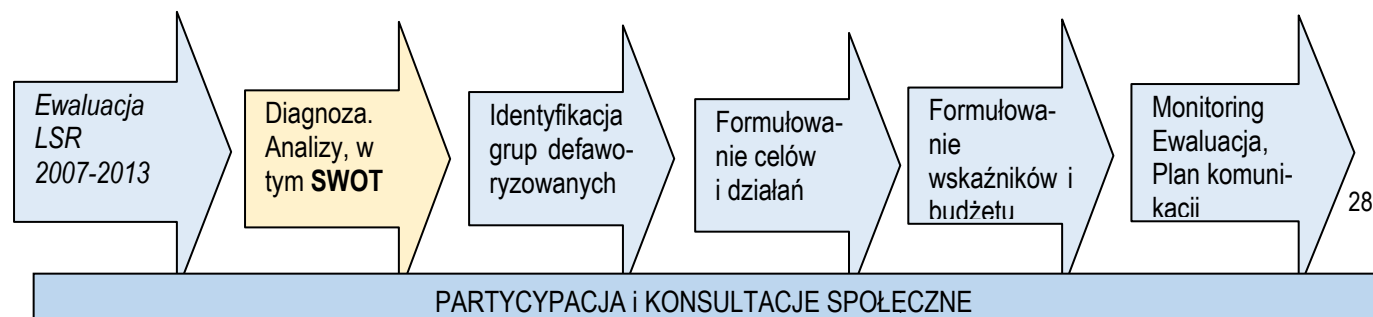 Ewaluacja
LSR
2007-2013
Diagnoza.
Analizy, w
tym SWOT
Identyfikacja
grup defawo-
ryzowanych
Formułowa-
nie celów
i działań
Formułowa-
nie
wskaźników i
budżetu
Monitoring
Ewaluacja,
Plan komuni-
kacji
28
PARTYCYPACJA i KONSULTACJE SPOŁECZNE